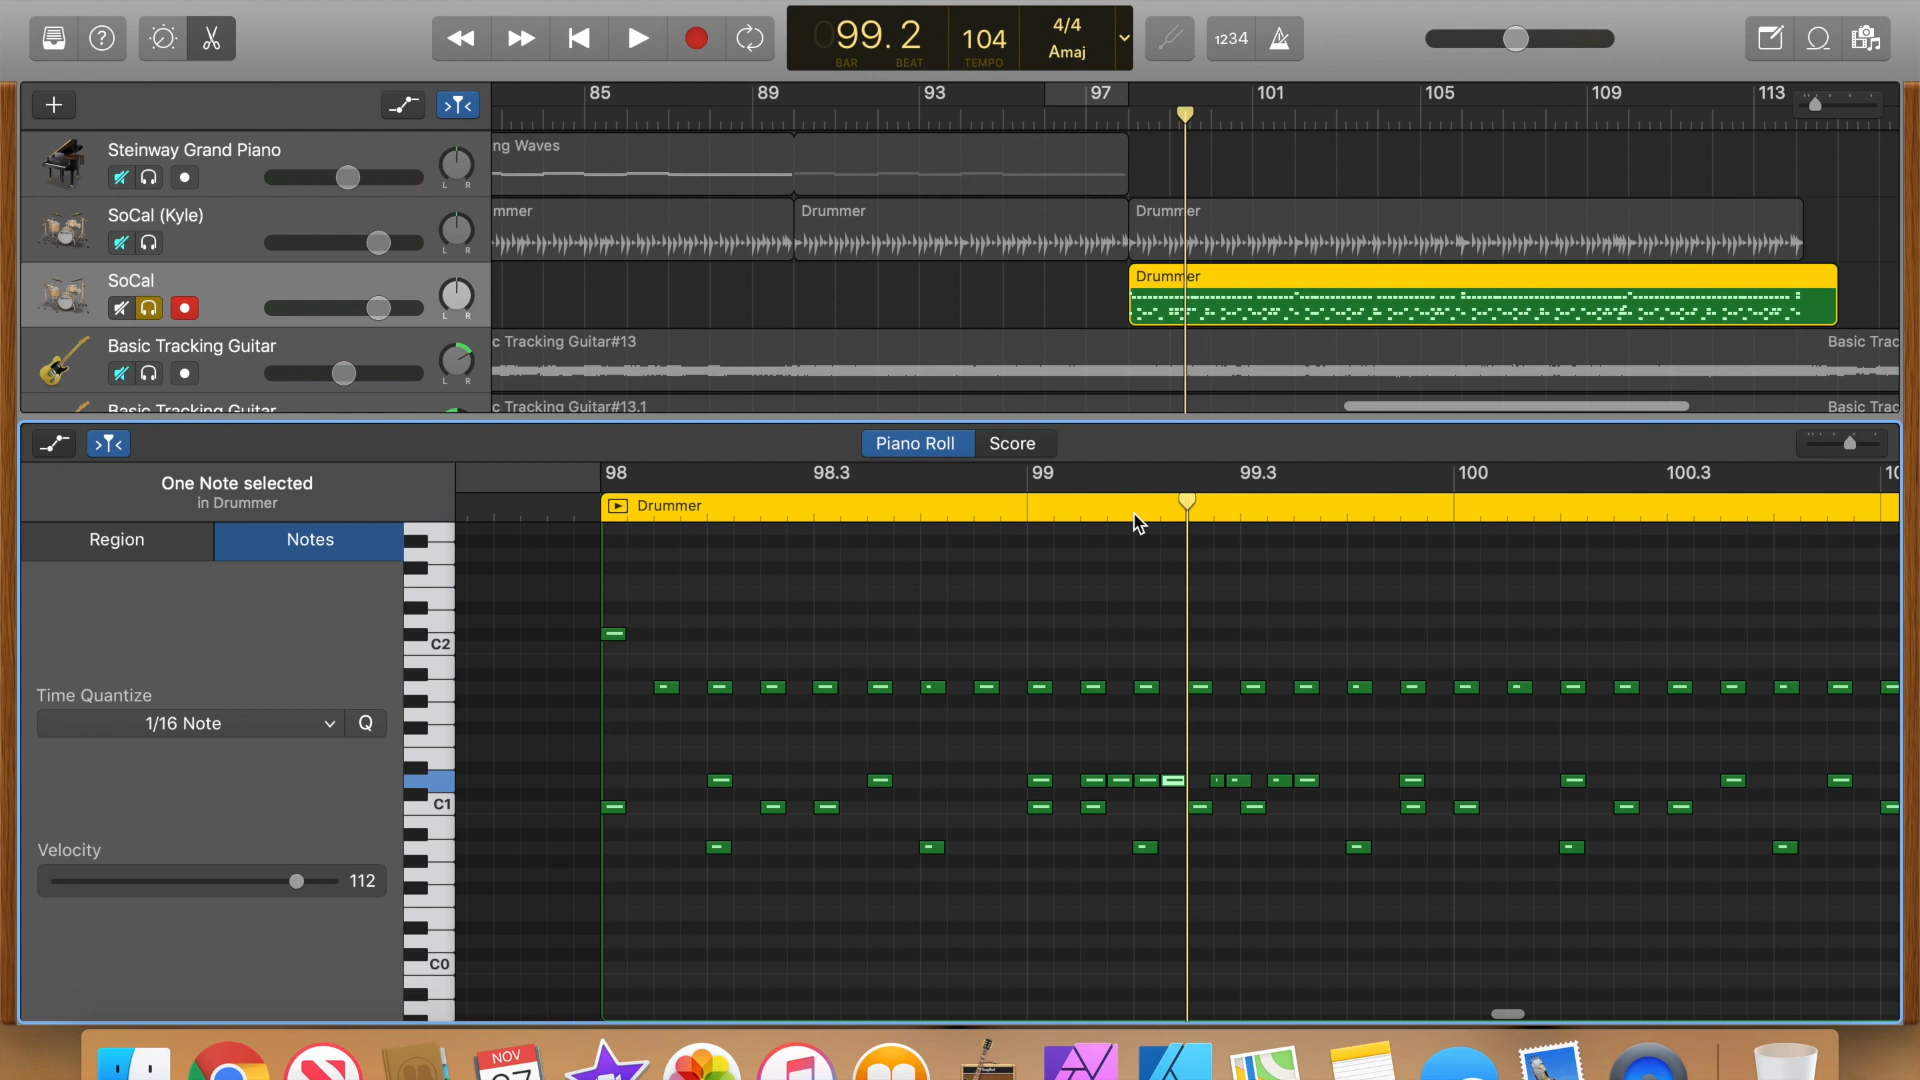 99. 2
104
4/4
BAR
BEAT
TEMPO
Amaj
1234
85
89
93
97
101
105
109
113
Steinway Grand Piano
ng Waves
L R
SoCal (Kyle)
mmer
Drummer
Drummer
L R
SoCal
Drummer
L R
Basic Tracking Guitar
c Tracking Guitar#13
Basic Trac
L R
Basic Tracking Guitar
c Tracking Guitar#13.1
Basic Trac
Piano Roll
Score
One Note selected
in Drummer
98
98.3
99
99.3
100
100.3
10
Drummer
Region
Notes
C2
Time Quantize
1/16 Note
Q
C1
Velocity
112
C0
NOV